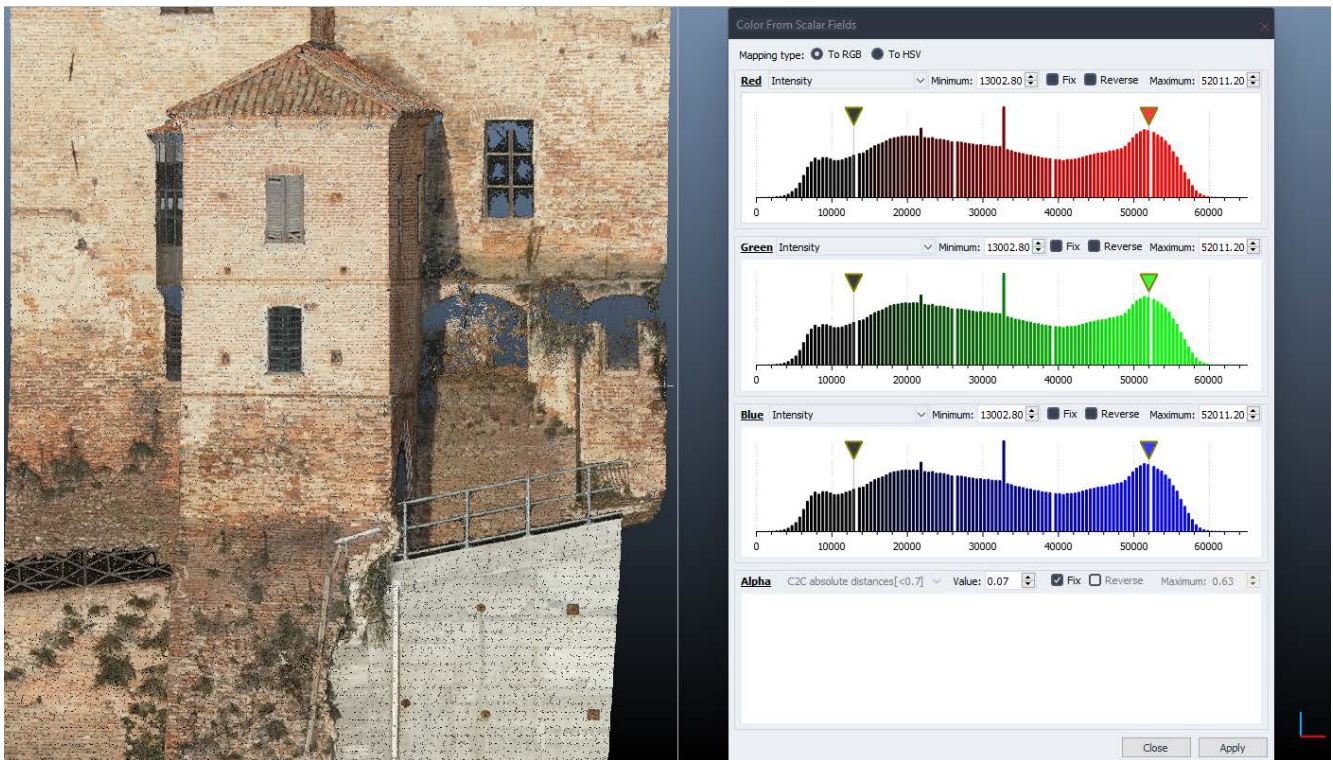 Color From Scalar Fields
Mapping type: To RGB To HSV
Red Intensity Minimum: 13002.80 Fix Reverse Maximum: 52011.20
0 10000 20000 30000 40000 50000 60000
Green Intensity Minimum: 13002.80 Fix Reverse Maximum: 52011.20
0 10000 20000 30000 40000 50000 60000
Blue Intensity Minimum: 13002.80 Fix Reverse Maximum: 52011.20
0 10000 20000 30000 40000 50000 60000
Alpha C2C absolute distances[<0.7] Value: 0.07 Fix Reverse Maximum: 0.63
Close Apply